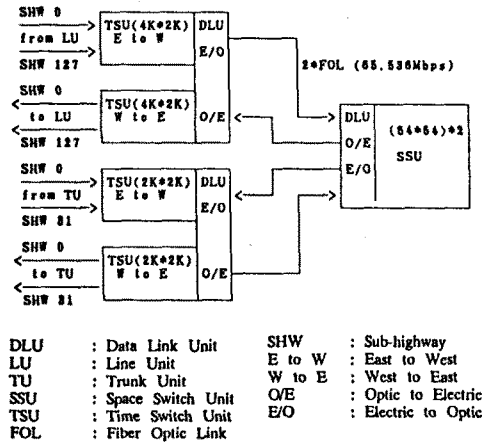 SHW 0
from LU
SHW 127
TSU(4K*2K)
E to W
DLU
E/O
2*FOL (65.536Mbps)
SHW 0
to LU
SHW 127
TSU(4K*2K)
W to E
O/E
DLU
O/E
E/O
(54*54)*2
SSU
SHW 0
from TU
SHW 31
TSU(2K*2K)
E to W
DLU
E/O
SHW 0
to TU
SHW 31
TSU(2K*2K)
W to E
O/E
DLU : Data Link Unit
LU : Line Unit
TU : Trunk Unit
SSU : Space Switch Unit
TSU : Time Switch Unit
FOL : Fiber Optic Link
SHW : Sub-highway
E to W : East to West
W to E : West to East
O/E : Optic to Electric
E/O : Electric to Optic